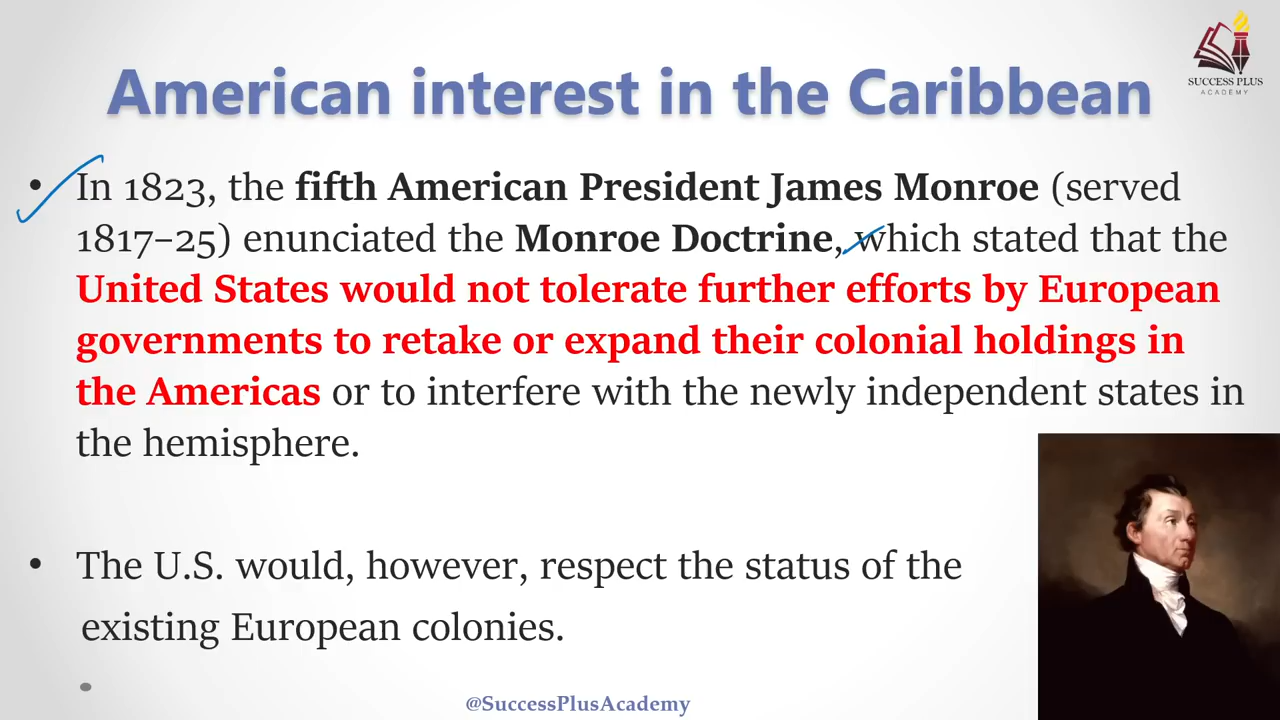 SUCCESS PLUS
ACADEMY
American interest in the Caribbean
• In 1823, the fifth American President James Monroe (served
1817–25) enunciated the Monroe Doctrine, which stated that the
United States would not tolerate further efforts by European
governments to retake or expand their colonial holdings in
the Americas or to interfere with the newly independent states in
the hemisphere.
• The U.S. would, however, respect the status of the
existing European colonies.
@SuccessPlusAcademy